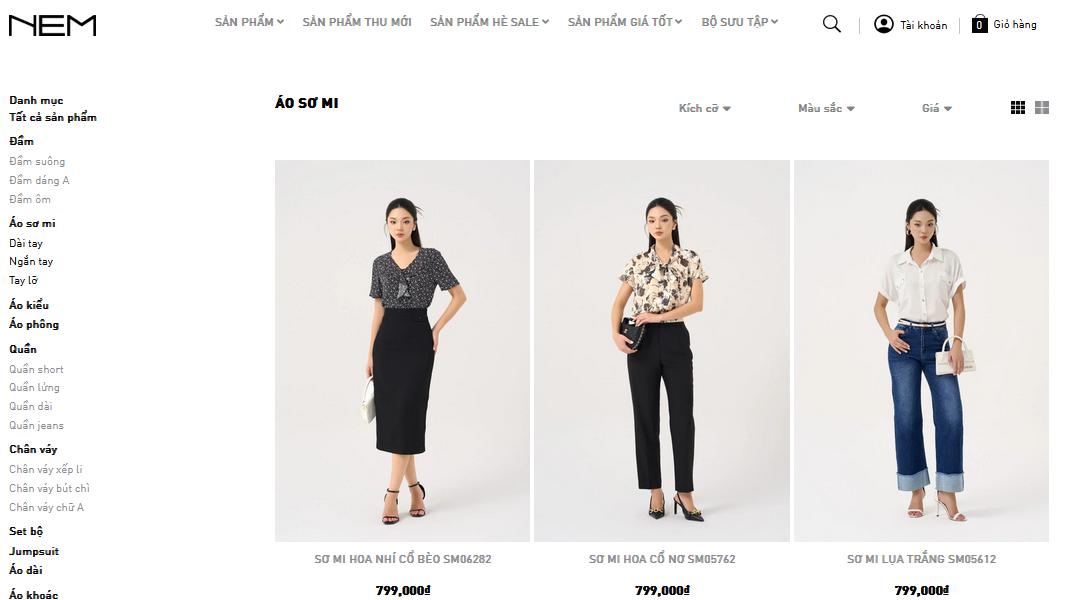 NEM
SẢN PHẨM
SẢN PHẨM THU MỚI
SẢN PHẨM HÈ SALE
SẢN PHẨM GIÁ TỐT
BỘ SƯU TẬP
Tài khoản
0
Giỏ hàng
Danh mục
Tất cả sản phẩm
Đầm
Đầm suông
Đầm dáng A
Đầm ôm
Áo sơ mi
Dài tay
Ngắn tay
Tay lỡ
Áo kiểu
Áo phông
Quần
Quần short
Quần lửng
Quần dài
Quần jeans
Chân váy
Chân váy xếp li
Chân váy bút chì
Chân váy chữ A
Set bộ
Jumpsuit
Áo dài
Áo khoác
ÁO SƠ MI
Kích cỡ
Màu sắc
Giá
SƠ MI HOA NHÍ CỔ BÈO SM06282
799,000₫
SƠ MI HOA CỔ NƠ SM05762
799,000₫
SƠ MI LỤA TRẮNG SM05612
799,000₫